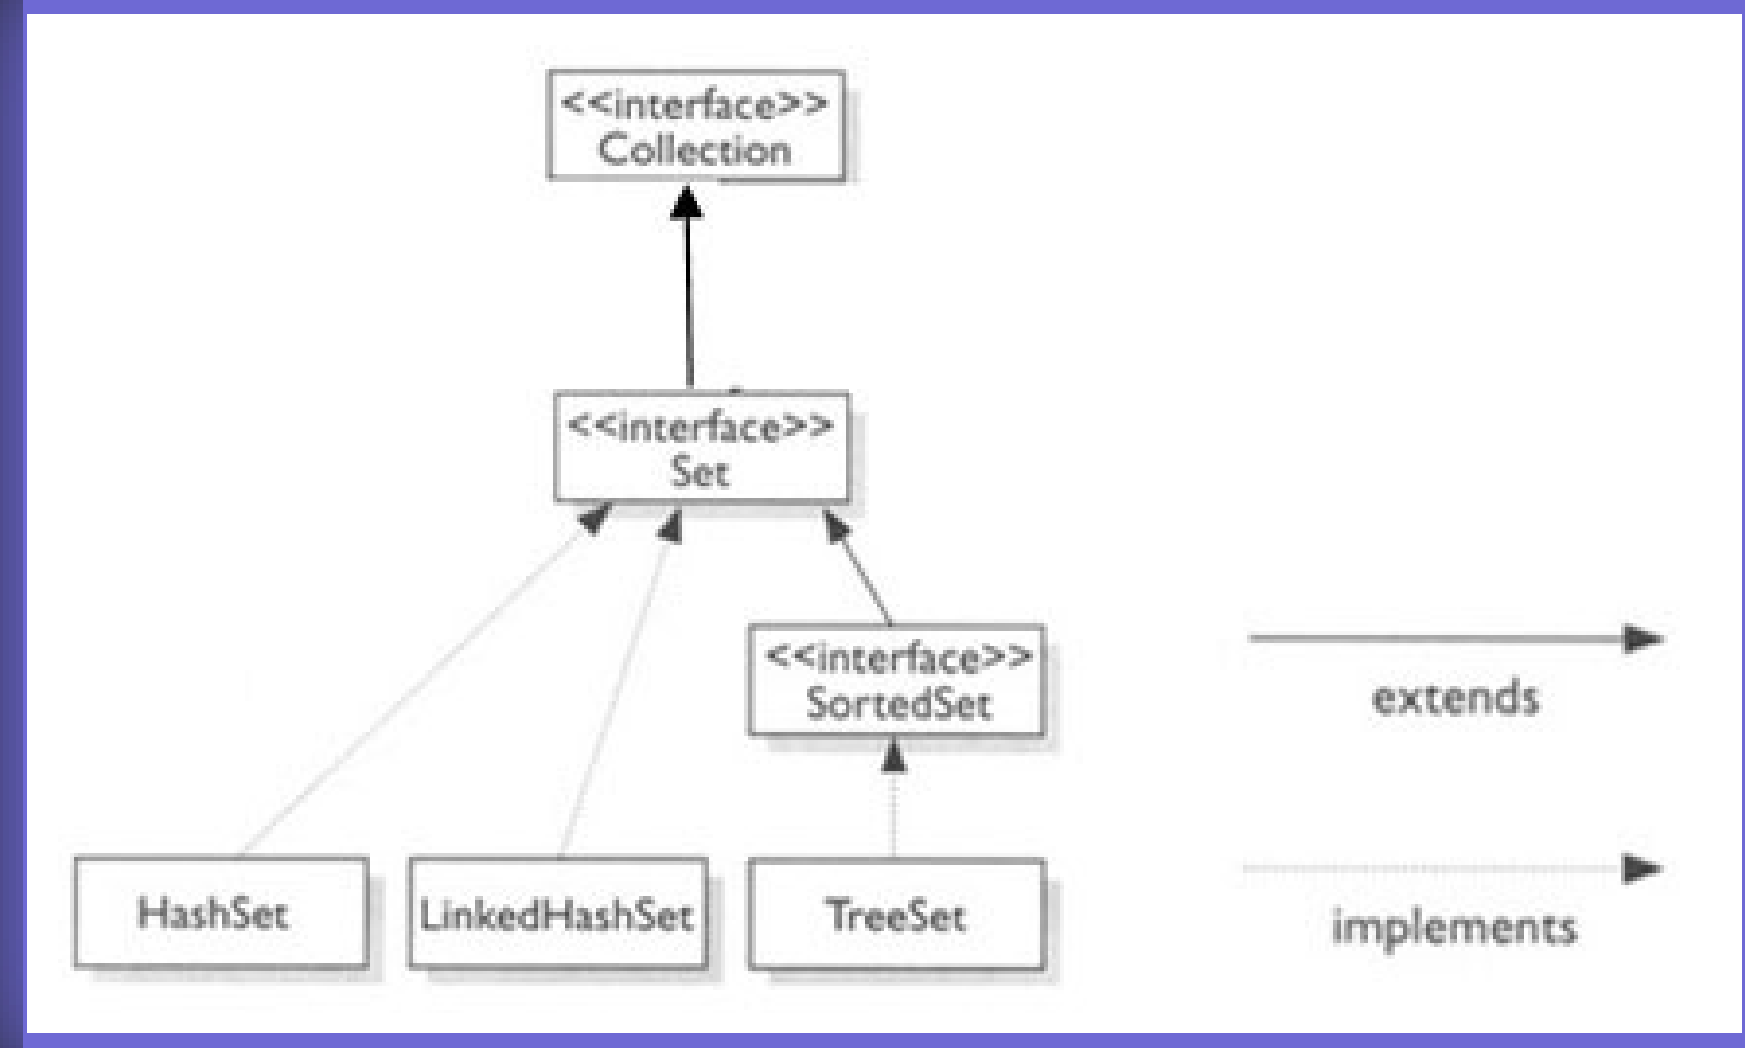 <<interface>>
Collection
<<interface>>
Set
<<interface>>
SortedSet
extends
HashSet
LinkedHashSet
TreeSet
implements